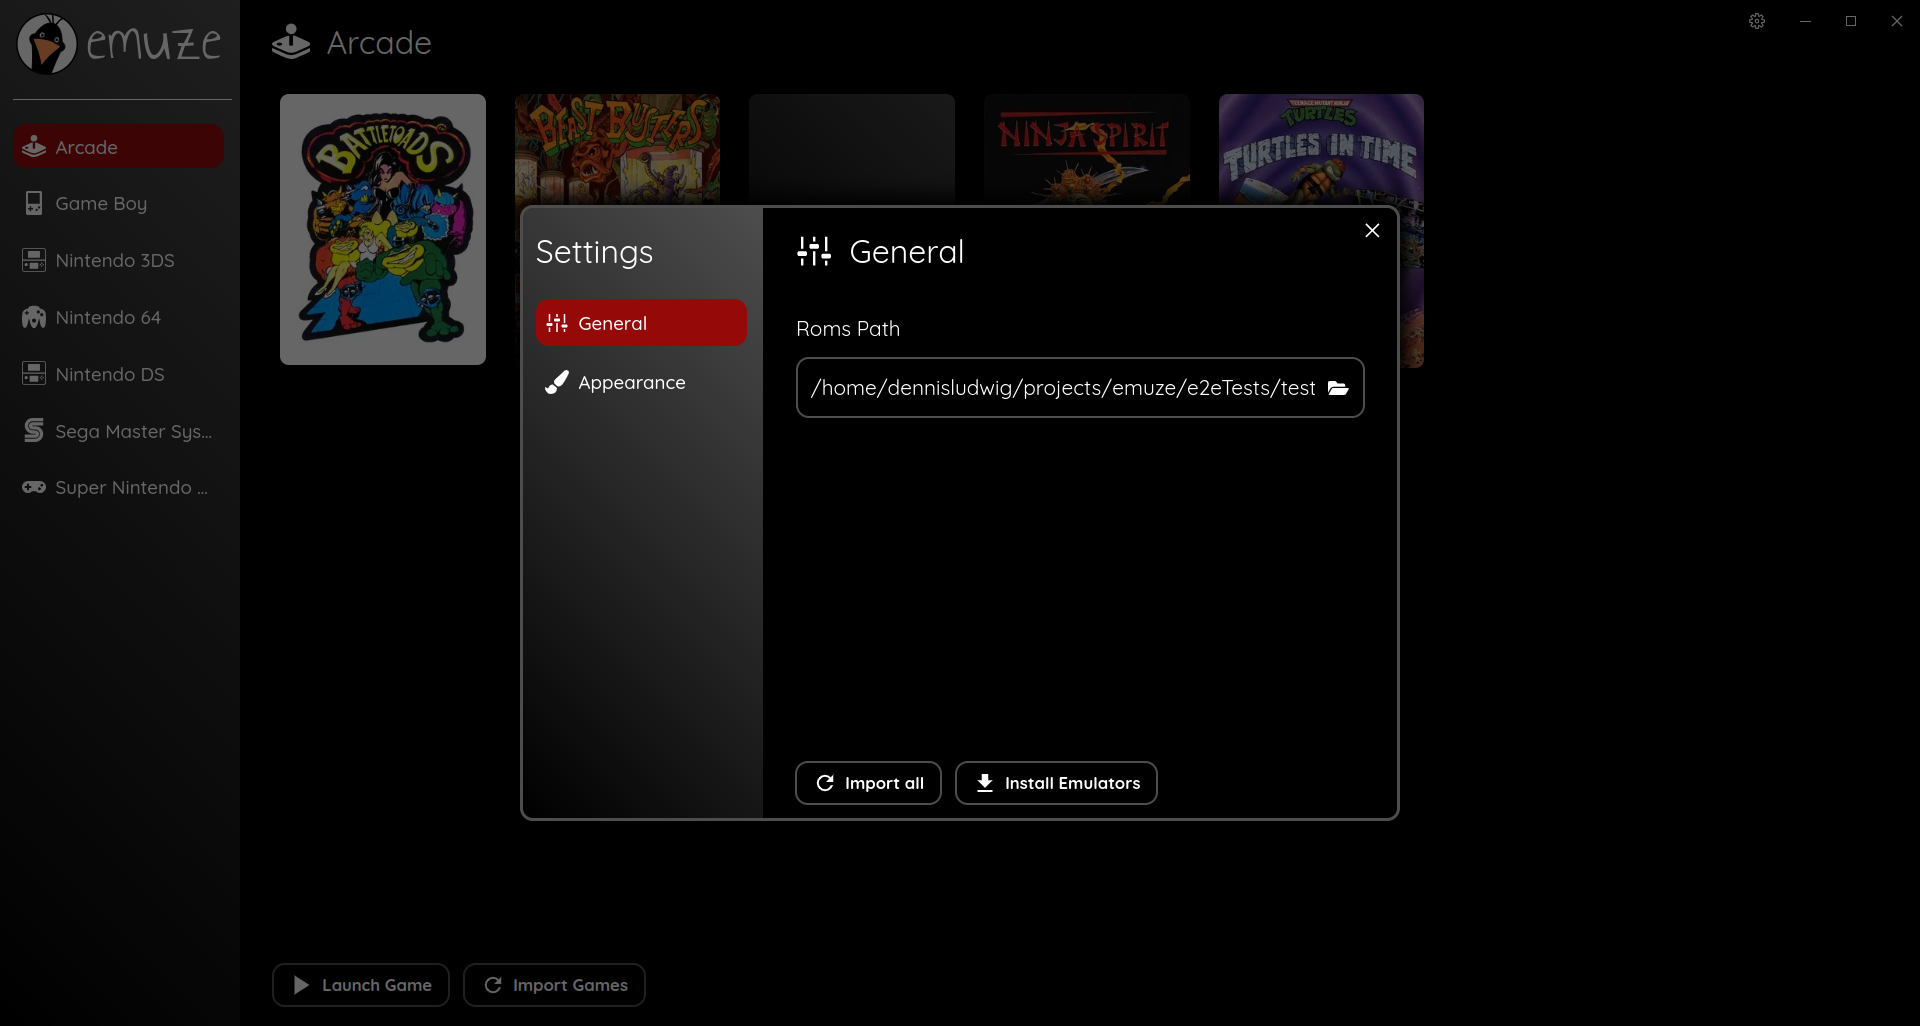 emuze
Arcade
Arcade
Game Boy
Nintendo 3DS
Nintendo 64
Nintendo DS
Sega Master Sys...
Super Nintendo ...
BATTLETOADS
BEAST BUSTERS
NINJA SPIRIT
TEENAGE MUTANT NINJA
TURTLES
TURTLES IN TIME
Settings
General
Appearance
General
Roms Path
/home/dennisludwig/projects/emuze/e2eTests/test
Import all
Install Emulators
Launch Game
Import Games